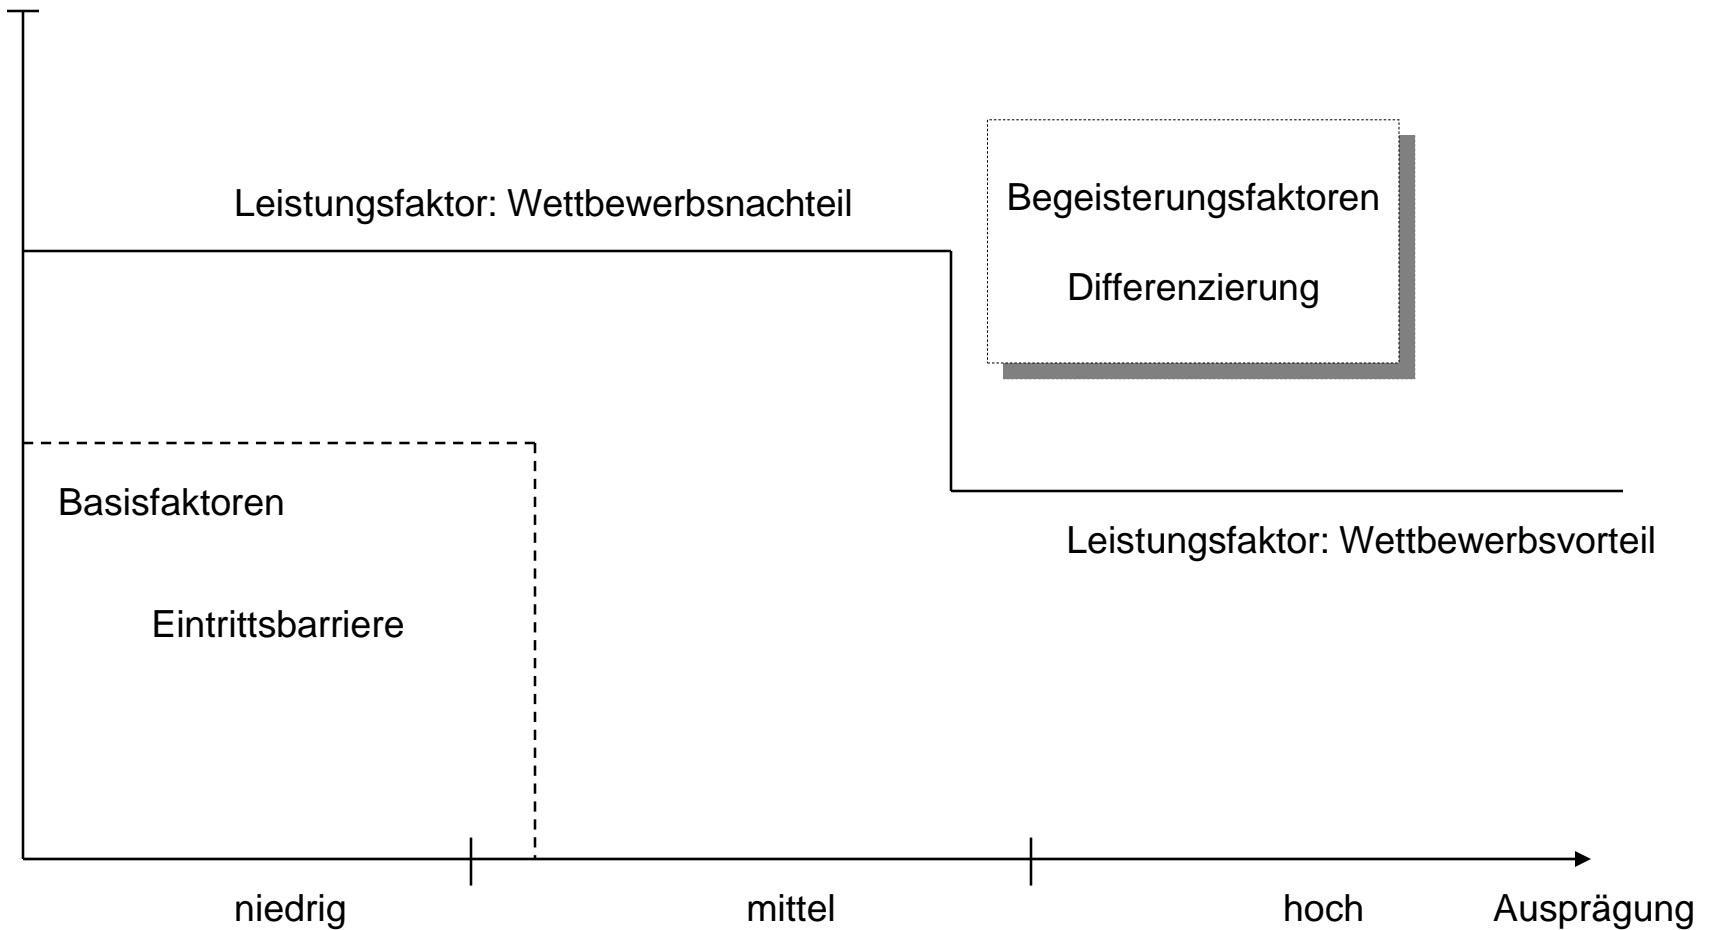 Leistungsfaktor: Wettbewerbsnachteil
Begeisterungsfaktoren
Differenzierung
Basisfaktoren
Leistungsfaktor: Wettbewerbsvorteil
Eintrittsbarriere
niedrig
mittel
hoch
Ausprägung